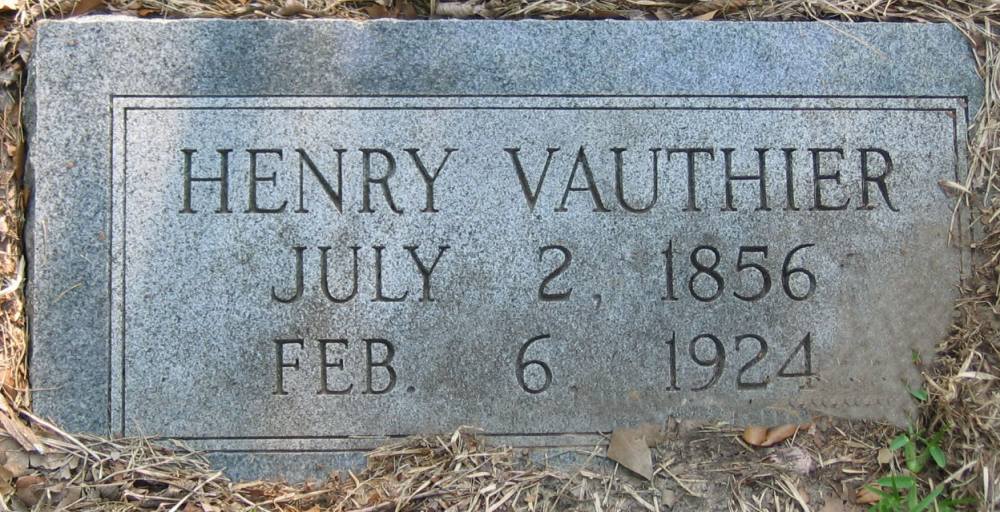 HENRY VAUTHIER
JULY 2, 1856
FEB. 6, 1924